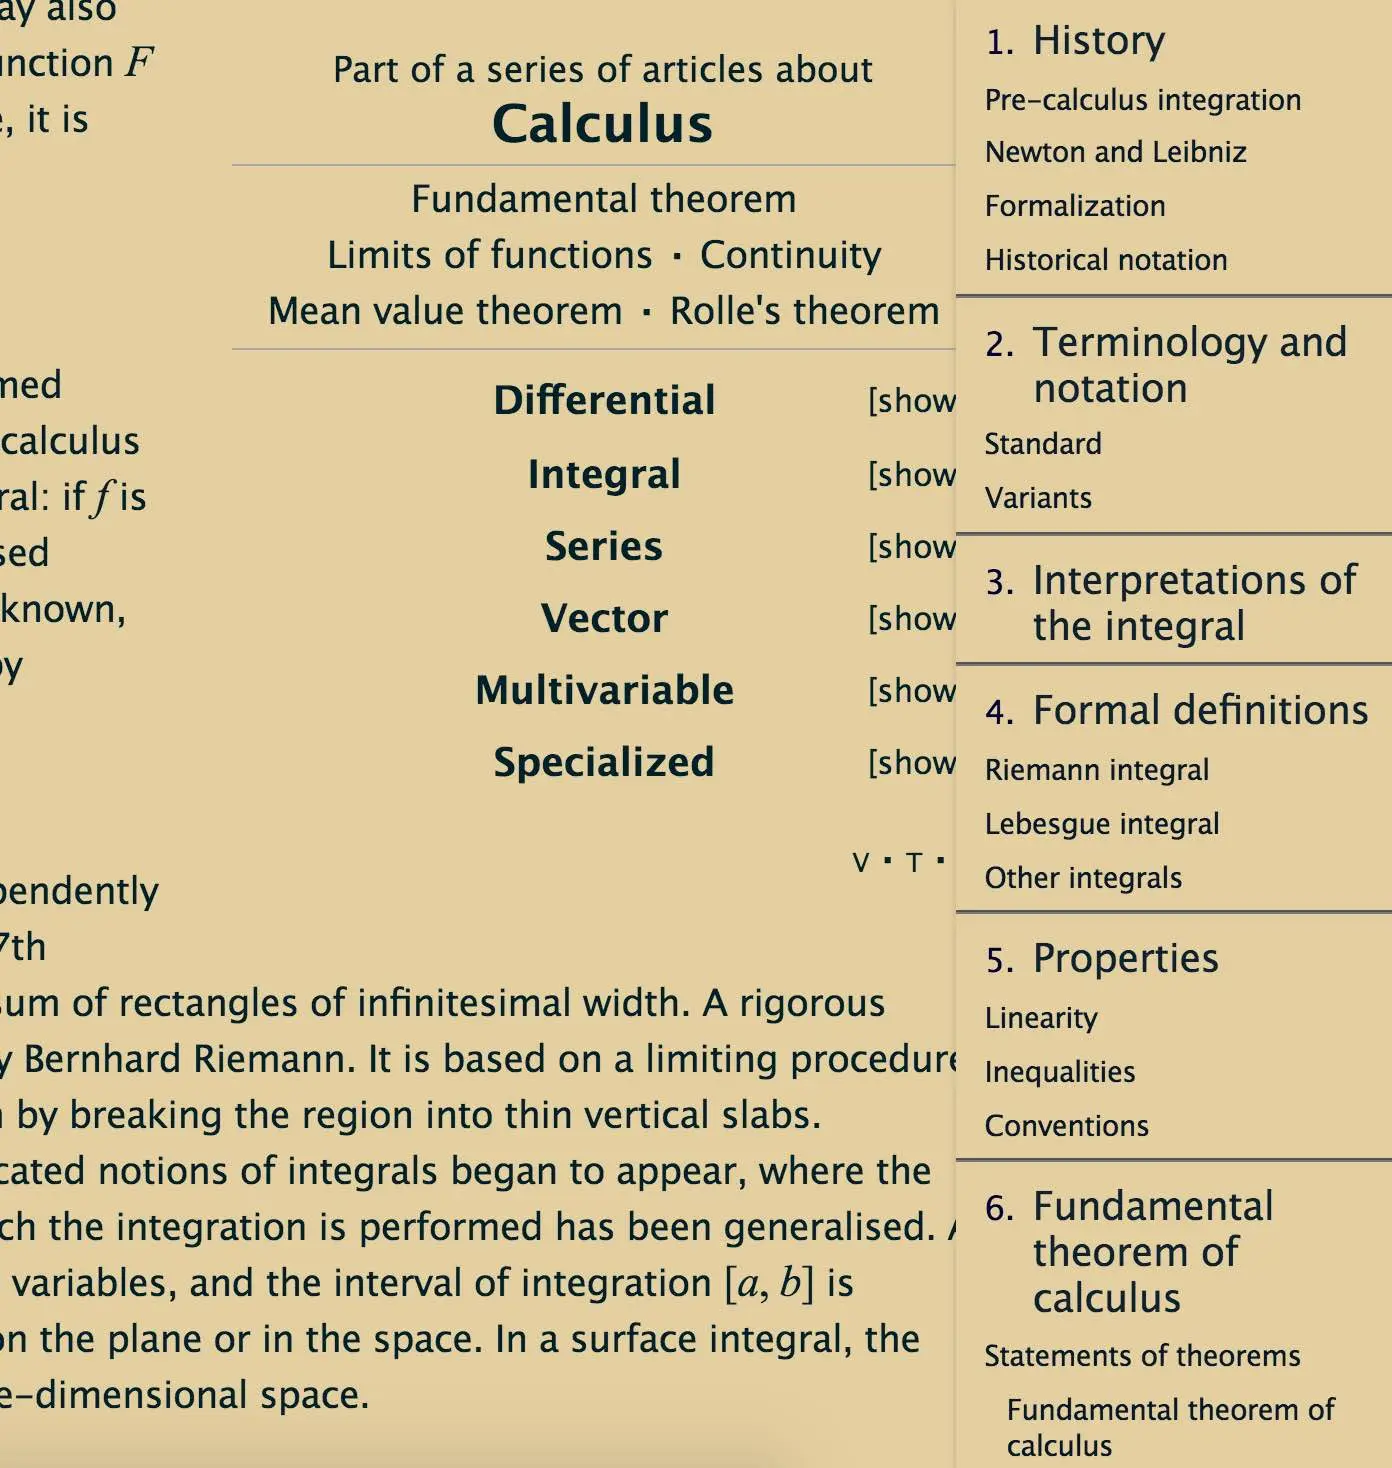 ay also
unction F
e, it is
med
calculus
ral: if f is
sed
known,
by
pendently
7th
sum of rectangles of infinitesimal width. A rigorous
y Bernhard Riemann. It is based on a limiting procedure
n by breaking the region into thin vertical slabs.
cated notions of integrals began to appear, where the
ch the integration is performed has been generalised. A
variables, and the interval of integration [a, b] is
on the plane or in the space. In a surface integral, the
e-dimensional space.
Part of a series of articles about
Calculus
Fundamental theorem
Limits of functions · Continuity
Mean value theorem · Rolle's theorem
Differential [show
Integral [show
Series [show
Vector [show
Multivariable [show
Specialized [show
V · T ·
1. History
Pre-calculus integration
Newton and Leibniz
Formalization
Historical notation
2. Terminology and
notation
Standard
Variants
3. Interpretations of
the integral
4. Formal definitions
Riemann integral
Lebesgue integral
Other integrals
5. Properties
Linearity
Inequalities
Conventions
6. Fundamental
theorem of
calculus
Statements of theorems
Fundamental theorem of
calculus